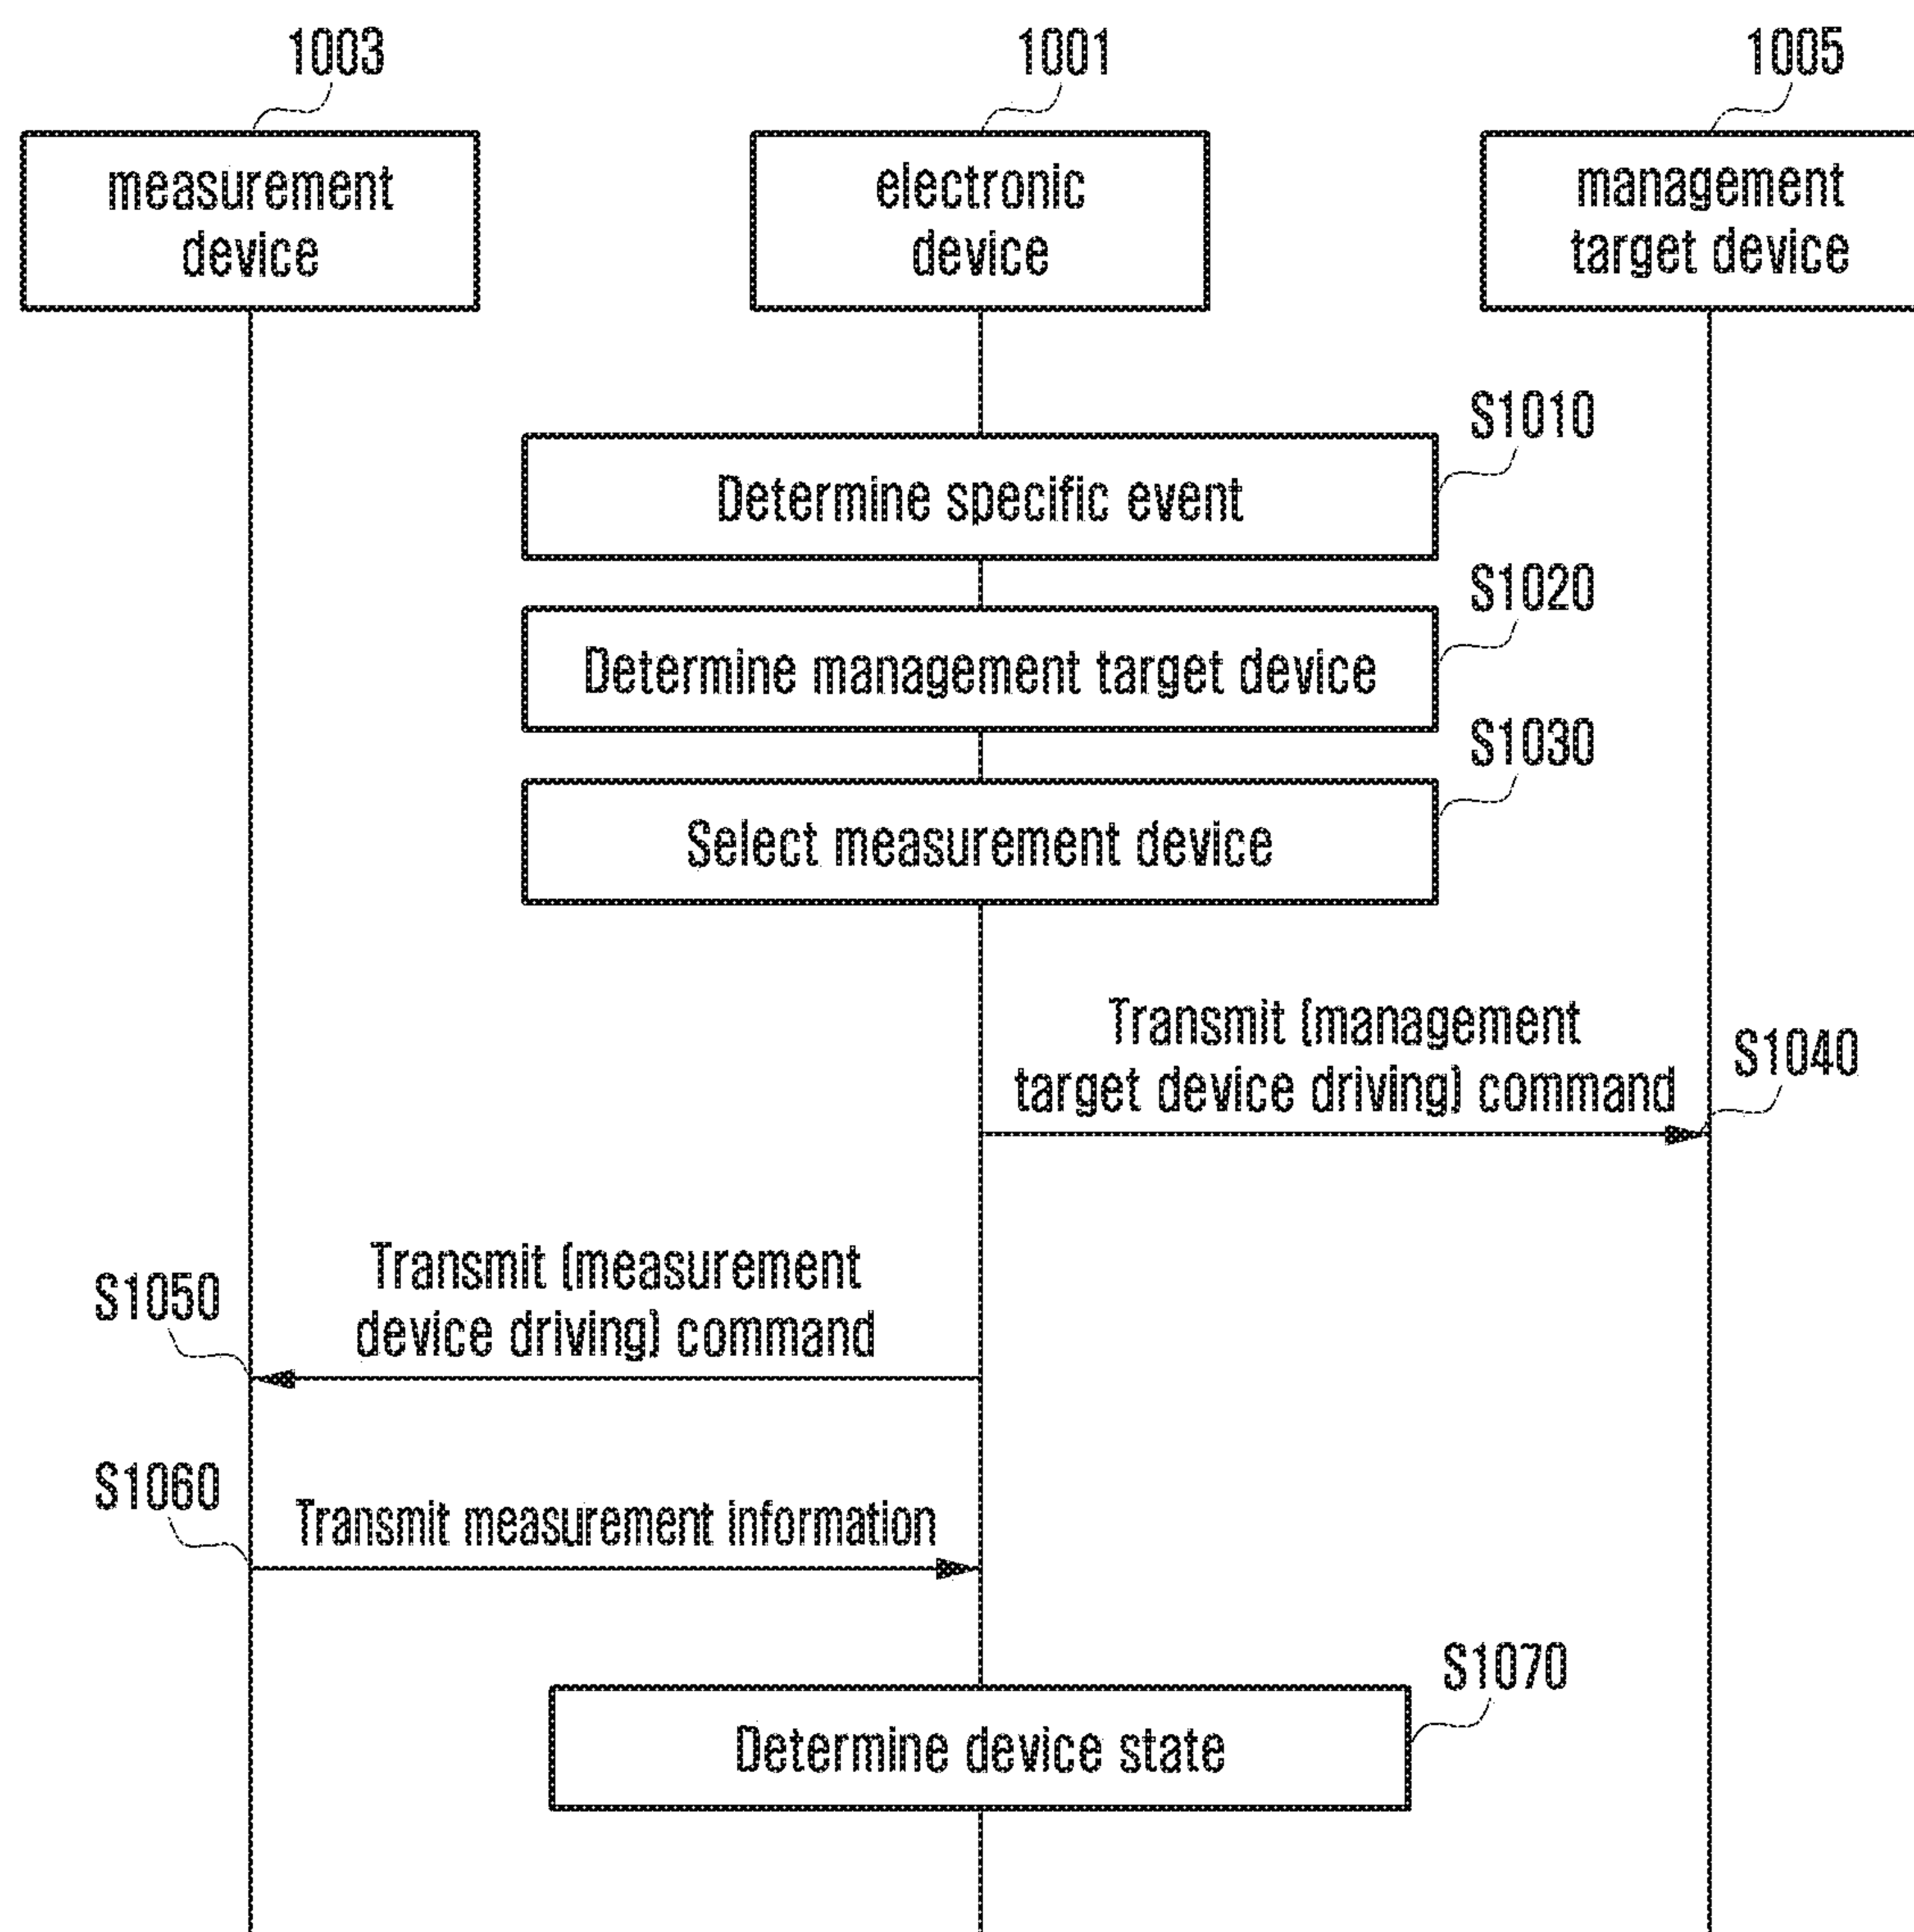 1003
1001
1005
measurement
device
electronic
device
management
target device
S1010
Determine specific event
S1020
Determine management target device
S1030
Select measurement device
Transmit (management
target device driving) command
S1040
Transmit (measurement
device driving) command
S1050
S1060
Transmit measurement information
S1070
Determine device state